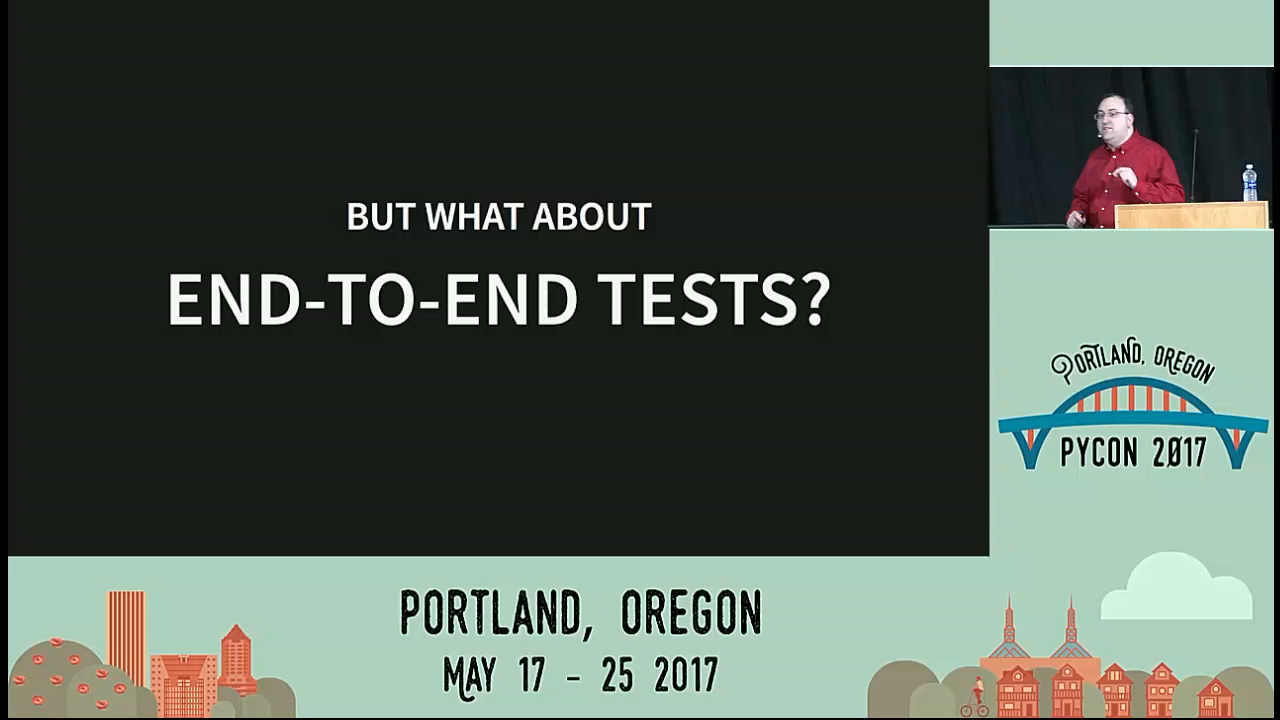 BUT WHAT ABOUT
END-TO-END TESTS?
PORTLAND, OREGON
PYCON 2017
PORTLAND, OREGON
MAY 17 - 25 2017